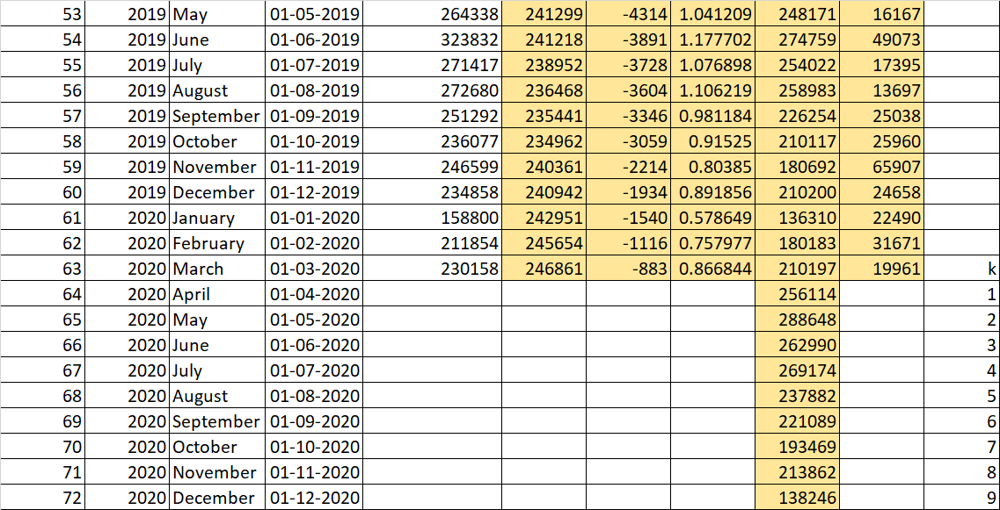 53 2019 May 01-05-2019 264338 241299 -4314 1.041209 248171 16167
54 2019 June 01-06-2019 323832 241218 -3891 1.177702 274759 49073
55 2019 July 01-07-2019 271417 238952 -3728 1.076898 254022 17395
56 2019 August 01-08-2019 272680 236468 -3604 1.106219 258983 13697
57 2019 September 01-09-2019 251292 235441 -3346 0.981184 226254 25038
58 2019 October 01-10-2019 236077 234962 -3059 0.91525 210117 25960
59 2019 November 01-11-2019 246599 240361 -2214 0.80385 180692 65907
60 2019 December 01-12-2019 234858 240942 -1934 0.891856 210200 24658
61 2020 January 01-01-2020 158800 242951 -1540 0.578649 136310 22490
62 2020 February 01-02-2020 211854 245654 -1116 0.757977 180183 31671
63 2020 March 01-03-2020 230158 246861 -883 0.866844 210197 19961 k
64 2020 April 01-04-2020 256114 1
65 2020 May 01-05-2020 288648 2
66 2020 June 01-06-2020 262990 3
67 2020 July 01-07-2020 269174 4
68 2020 August 01-08-2020 237882 5
69 2020 September 01-09-2020 221089 6
70 2020 October 01-10-2020 193469 7
71 2020 November 01-11-2020 213862 8
72 2020 December 01-12-2020 138246 9